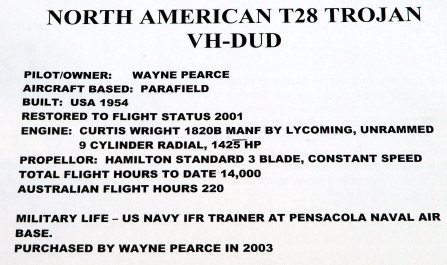 NORTH AMERICAN T28 TROJAN
VH-DUD
PILOT/OWNER: WAYNE PEARCE
AIRCRAFT BASED: PARAFIELD
BUILT: USA 1954
RESTORED TO FLIGHT STATUS 2001
ENGINE: CURTIS WRIGHT 1820B MANF BY LYCOMING, UNRAMMED
9 CYLINDER RADIAL, 1425 HP
PROPELLOR: HAMILTON STANDARD 3 BLADE, CONSTANT SPEED
TOTAL FLIGHT HOURS TO DATE 14,000
AUSTRALIAN FLIGHT HOURS 220
MILITARY LIFE – US NAVY IFR TRAINER AT PENSACOLA NAVAL AIR
BASE.
PURCHASED BY WAYNE PEARCE IN 2003